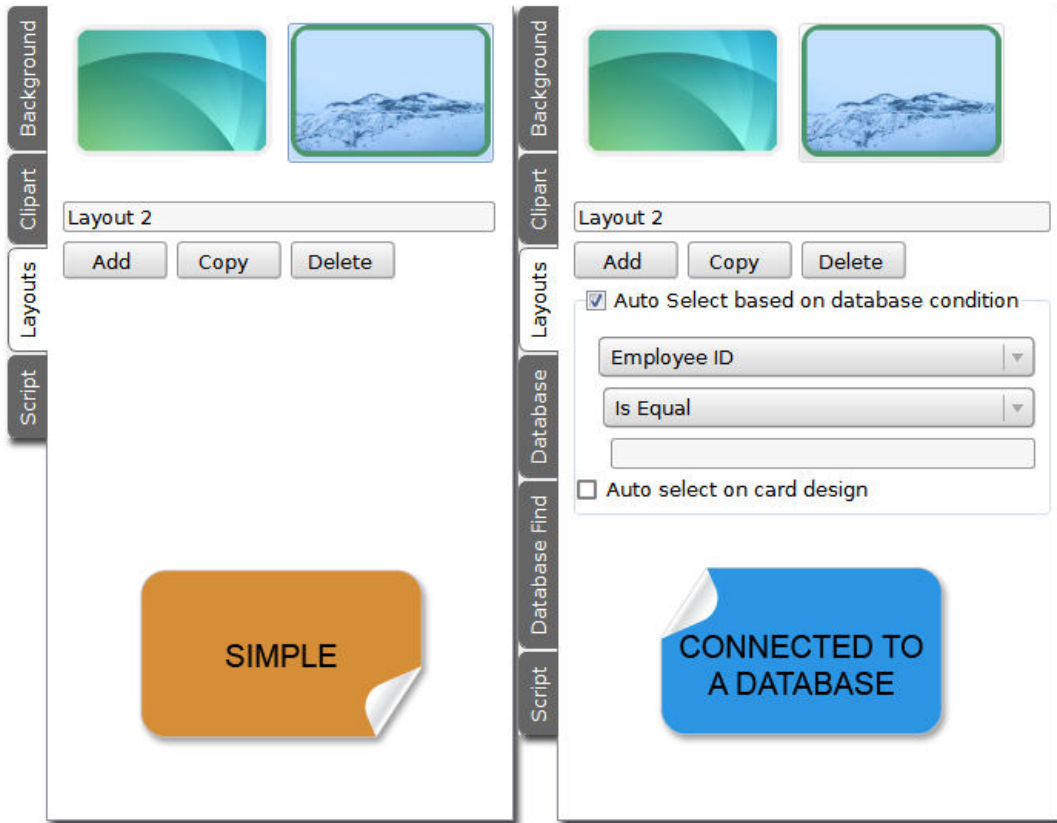 Background
Clipart
Layouts
Script
Layout 2
Add Copy Delete
SIMPLE
Background
Clipart
Layouts
Database
Database Find
Script
Layout 2
Add Copy Delete
Auto Select based on database condition
Employee ID
Is Equal
Auto select on card design
CONNECTED TO
A DATABASE